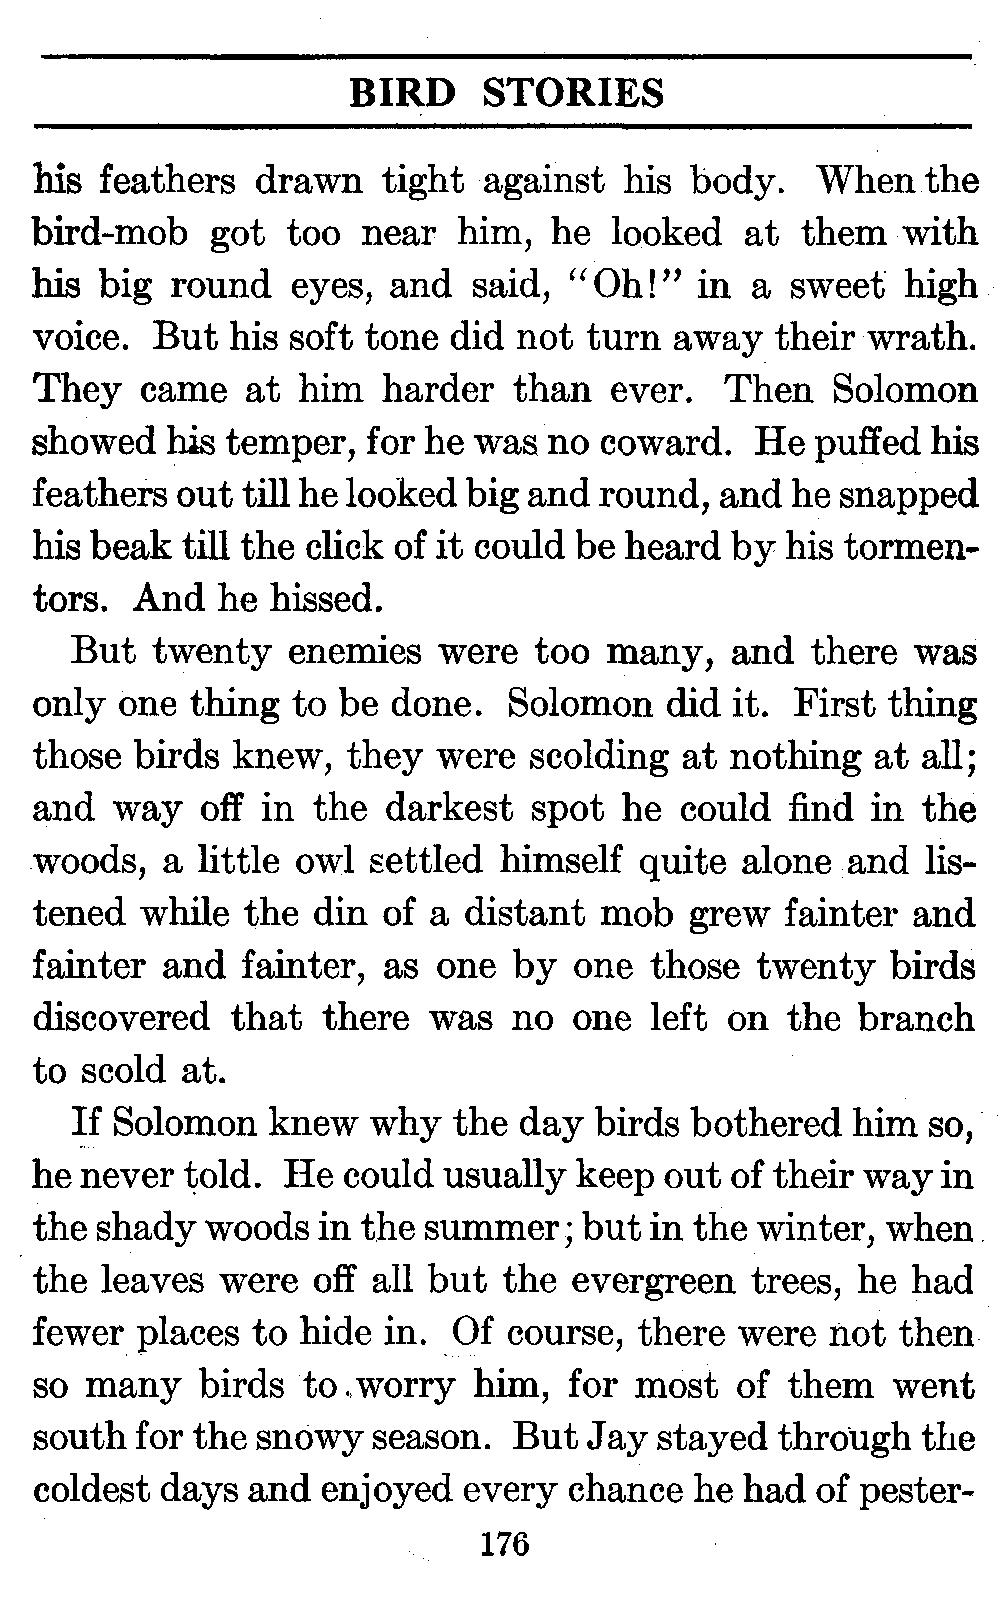 BIRD STORIES
his feathers drawn tight against his body. When the
bird-mob got too near him, he looked at them with
his big round eyes, and said, "Oh!" in a sweet high
voice. But his soft tone did not turn away their wrath.
They came at him harder than ever. Then Solomon
showed his temper, for he was no coward. He puffed his
feathers out till he looked big and round, and he snapped
his beak till the click of it could be heard by his tormen-
tors. And he hissed.
But twenty enemies were too many, and there was
only one thing to be done. Solomon did it. First thing
those birds knew, they were scolding at nothing at all;
and way off in the darkest spot he could find in the
woods, a little owl settled himself quite alone and lis-
tened while the din of a distant mob grew fainter and
fainter and fainter, as one by one those twenty birds
discovered that there was no one left on the branch
to scold at.
If Solomon knew why the day birds bothered him so,
he never told. He could usually keep out of their way in
the shady woods in the summer; but in the winter, when
the leaves were off all but the evergreen trees, he had
fewer places to hide in. Of course, there were not then
so many birds to worry him, for most of them went
south for the snowy season. But Jay stayed through the
coldest days and enjoyed every chance he had of pester-
176